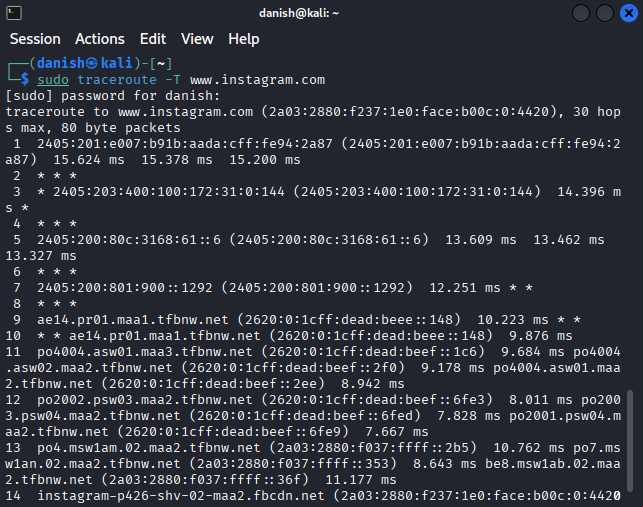 danish@kali: ~
Session Actions Edit View Help
┌──(danish㉿kali)-[~]
└─$ sudo traceroute -T www.instagram.com
[sudo] password for danish:
traceroute to www.instagram.com (2a03:2880:f237:1e0:face:b00c:0:4420), 30 hop
s max, 80 byte packets
 1  2405:201:e007:b91b:aada:cff:fe94:2a87 (2405:201:e007:b91b:aada:cff:fe94:2
a87)  15.624 ms  15.378 ms  15.200 ms
 2  * * *
 3  * 2405:203:400:100:172:31:0:144 (2405:203:400:100:172:31:0:144)  14.396 m
s *
 4  * * *
 5  2405:200:80c:3168:61::6 (2405:200:80c:3168:61::6)  13.609 ms  13.462 ms
13.327 ms
 6  * * *
 7  2405:200:801:900::1292 (2405:200:801:900::1292)  12.251 ms * *
 8  * * *
 9  ae14.pr01.maa1.tfbnw.net (2620:0:1cff:dead:beee::148)  10.223 ms * *
10  * * ae14.pr01.maa1.tfbnw.net (2620:0:1cff:dead:beee::148)  9.876 ms
11  po4004.asw01.maa3.tfbnw.net (2620:0:1cff:dead:beef::1c6)  9.684 ms po4004
.asw02.maa2.tfbnw.net (2620:0:1cff:dead:beef::2f0)  9.178 ms po4004.asw01.maa
2.tfbnw.net (2620:0:1cff:dead:beef::2ee)  8.942 ms
12  po2002.psw03.maa2.tfbnw.net (2620:0:1cff:dead:beef::6fe3)  8.011 ms po200
3.psw04.maa2.tfbnw.net (2620:0:1cff:dead:beef::6fed)  7.828 ms po2001.psw04.m
aa2.tfbnw.net (2620:0:1cff:dead:beef::6fe9)  7.667 ms
13  po4.msw1am.02.maa2.tfbnw.net (2a03:2880:f037:ffff::2b5)  10.762 ms po7.ms
w1an.02.maa2.tfbnw.net (2a03:2880:f037:ffff::353)  8.643 ms be8.msw1ab.02.maa
2.tfbnw.net (2a03:2880:f037:ffff::36f)  11.177 ms
14  instagram-p426-shv-02-maa2.fbcdn.net (2a03:2880:f237:1e0:face:b00c:0:4420